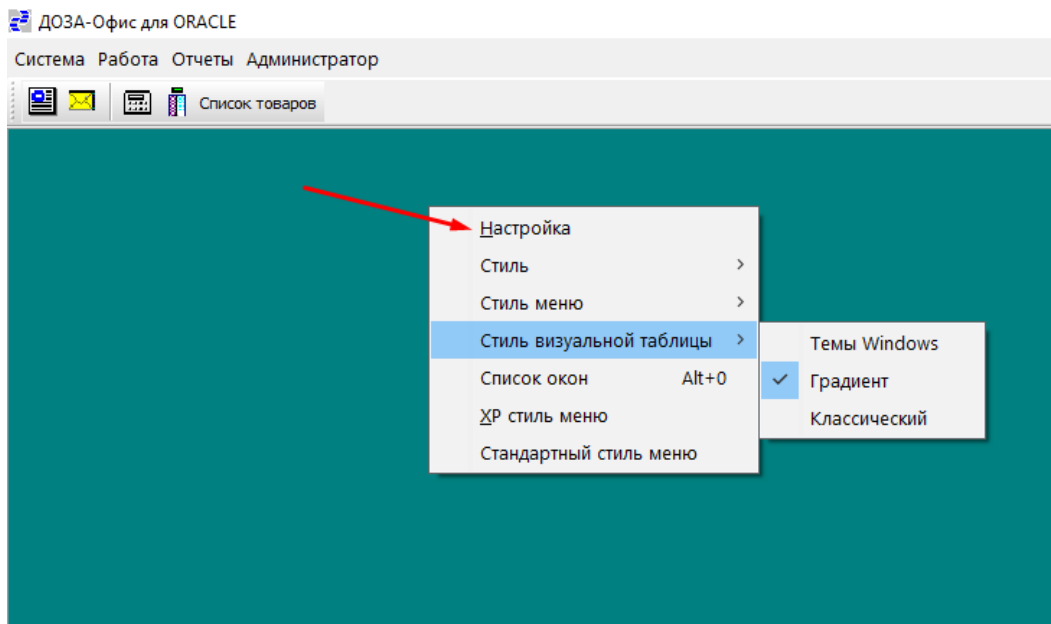 ДОЗА-Офис для ORACLE
Система Работа Отчеты Администратор
Список товаров
Настройка
Стиль
Стиль меню
Стиль визуальной таблицы
Список окон Alt+0
XP стиль меню
Стандартный стиль меню
Темы Windows
Градиент
Классический